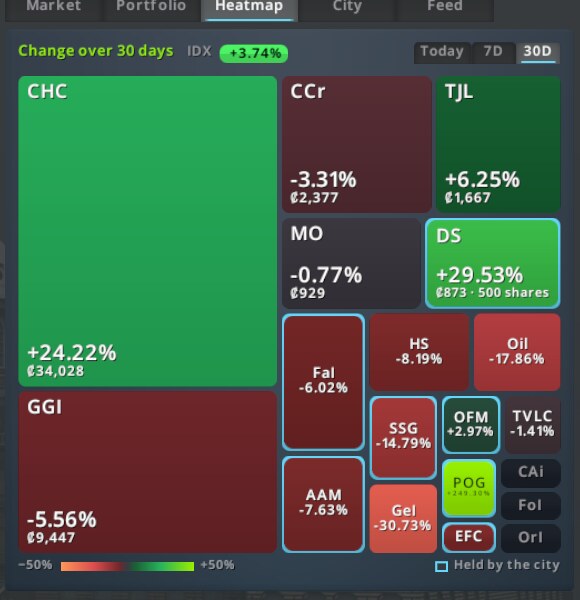 Market Portfolio Heatmap City Feed
Change over 30 days IDX +3.74% Today 7D 30D
CHC
+24.22%
₡34,028
GGI
-5.56%
₡9,447
CCr
-3.31%
₡2,377
TJL
+6.25%
₡1,667
MO
-0.77%
₡929
DS
+29.53%
₡873 · 500 shares
Fal
-6.02%
HS
-8.19%
Oil
-17.86%
SSG
-14.79%
OFM
+2.97%
TVLC
-1.41%
AAM
-7.63%
Gel
-30.73%
POG
+249.30%
EFC
CAi
Fol
Orl
−50% +50%
Held by the city